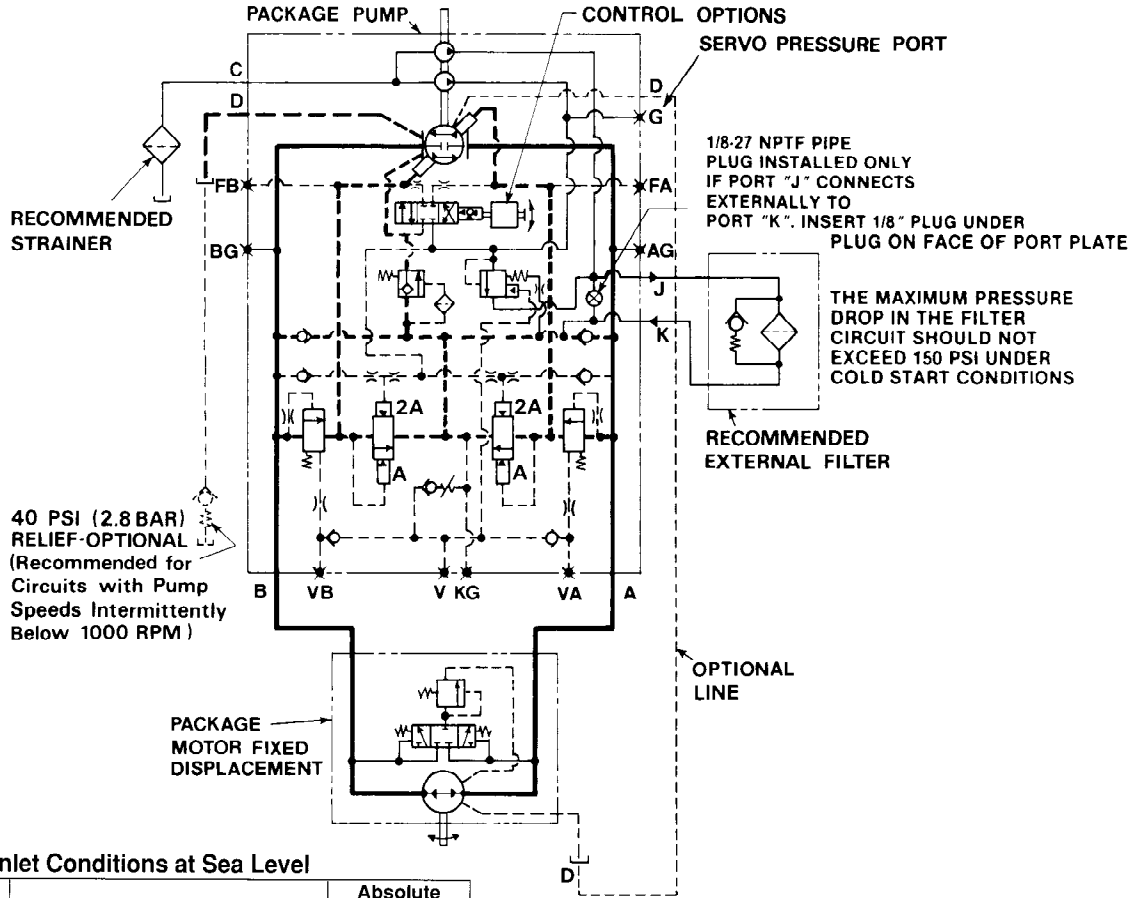 PACKAGE PUMP
CONTROL OPTIONS
SERVO PRESSURE PORT
C
D
D
G
1/8-27 NPTF PIPE
PLUG INSTALLED ONLY
IF PORT "J" CONNECTS
EXTERNALLY TO
PORT "K". INSERT 1/8" PLUG UNDER
PLUG ON FACE OF PORT PLATE
FB
FA
RECOMMENDED
STRAINER
BG
AG
J
K
THE MAXIMUM PRESSURE
DROP IN THE FILTER
CIRCUIT SHOULD NOT
EXCEED 150 PSI UNDER
COLD START CONDITIONS
2A
2A
A
A
RECOMMENDED
EXTERNAL FILTER
40 PSI (2.8 BAR)
RELIEF-OPTIONAL
(Recommended for
Circuits with Pump
Speeds Intermittently
Below 1000 RPM)
B
VB
V
KG
VA
A
OPTIONAL
LINE
PACKAGE
MOTOR FIXED
DISPLACEMENT
D
nlet Conditions at Sea Level
Absolute